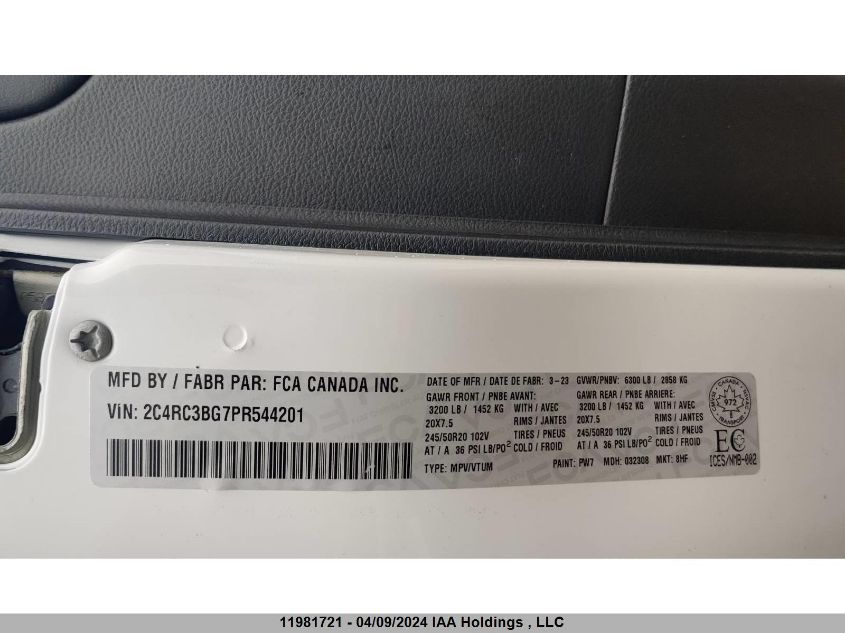 MFD BY / FABR PAR: FCA CANADA INC.
VIN: 2C4RC3BG7PR544201
DATE OF MFR / DATE DE FABR: 3-23 GVWR/PNBV: 6300 LB / 2858 KG
GAWR FRONT / PNBE AVANT: GAWR REAR / PNBE ARRIERE:
3200 LB / 1452 KG WITH / AVEC 3200 LB / 1452 KG WITH / AVEC
20X7.5 RIMS / JANTES 20X7.5 RIMS / JANTES
245/50R20 102V TIRES / PNEUS 245/50R20 102V TIRES / PNEUS
AT / A 36 PSI LB/PO² COLD / FROID AT / A 36 PSI LB/PO² COLD / FROID
TYPE: MPV/VTUM PAINT: PW7 MDH: 032308 MKT: 8HF
CANADA
972
TRANSPORT
EC
ICES/NMB-002
11981721 - 04/09/2024 IAA Holdings , LLC